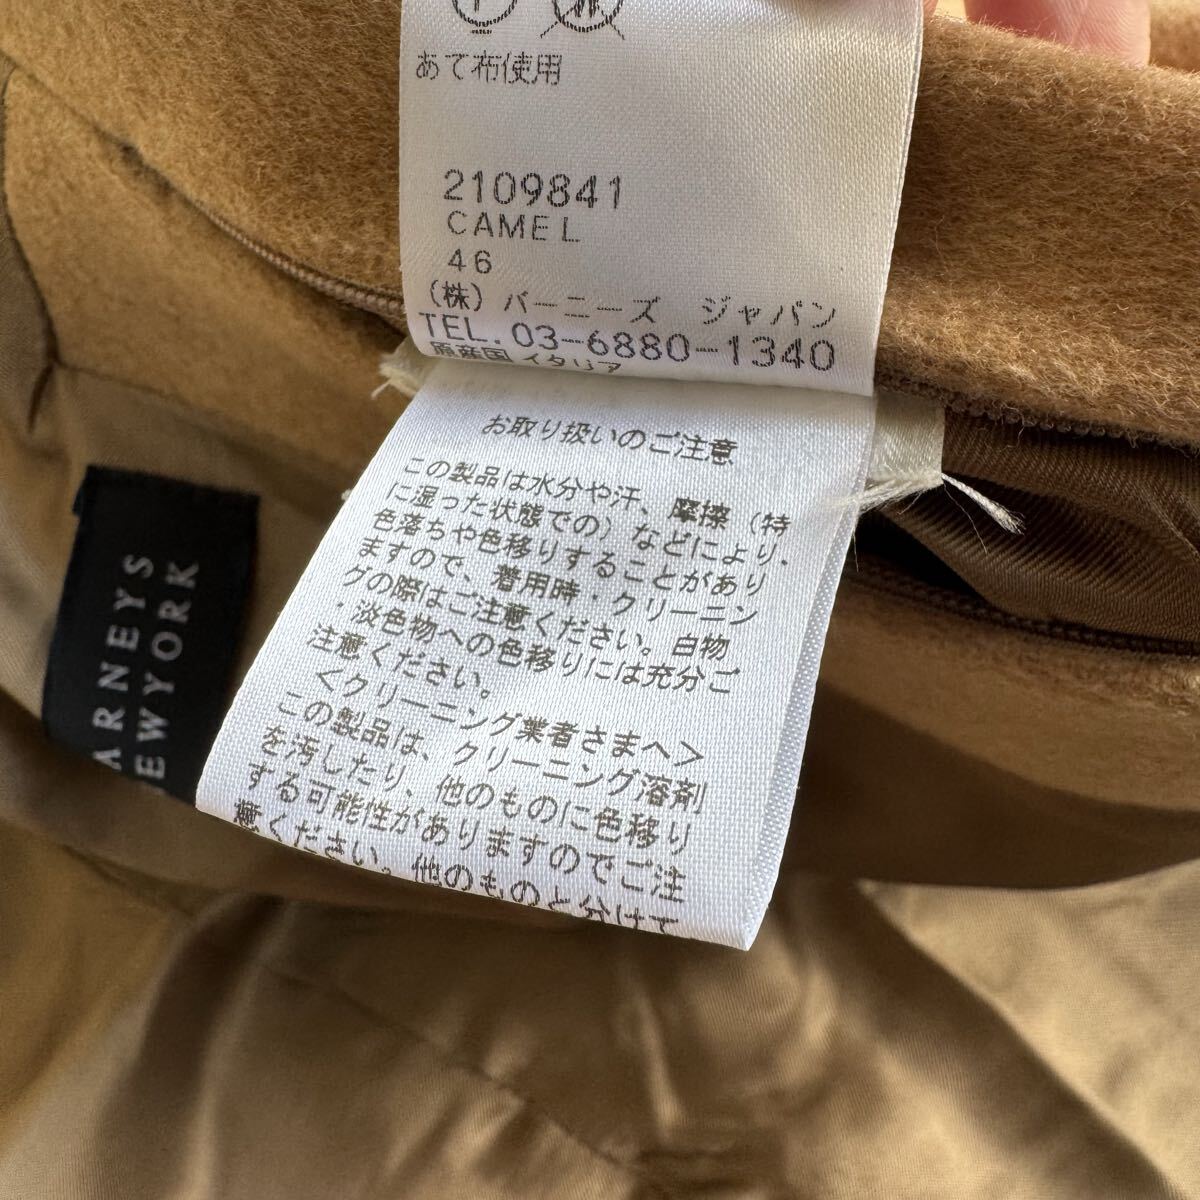 あて布使用
2109841
CAMEL
46
(株) バーニーズ ジャパン
TEL. 03-6880-1340
原産国 イタリア
お取り扱いのご注意
この製品は水分や汗、摩擦（特
に湿った状態での）などにより、
色落ちや色移りすることがあり
ますので、着用時・クリーニン
グの際はご注意ください。白物
・淡色物への色移りには充分ご
注意ください。
＜クリーニング業者さまへ＞
この製品は、クリーニング溶剤
を汚したり、他のものに色移り
する可能性がありますのでご注
意ください。他のものと分けて
ARNEYS
EWYORK